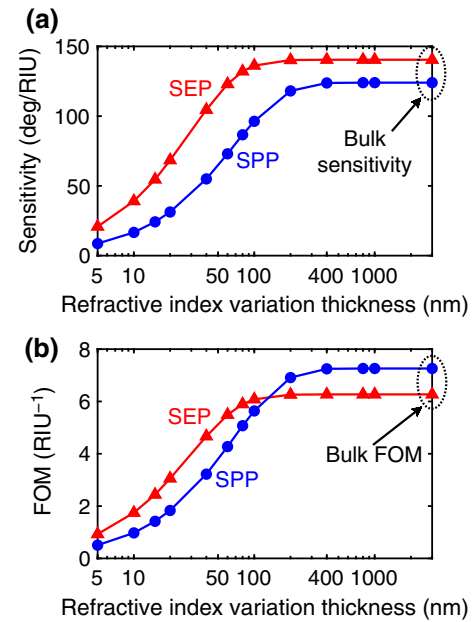 (a)
150
100
50
0
Sensitivity (deg/RIU)
SEP
SPP
Bulk
sensitivity
5 10 50 100 400 1000
Refractive index variation thickness (nm)
(b)
8
6
4
2
0
FOM (RIU⁻¹)
SEP
SPP
Bulk FOM
5 10 50 100 400 1000
Refractive index variation thickness (nm)